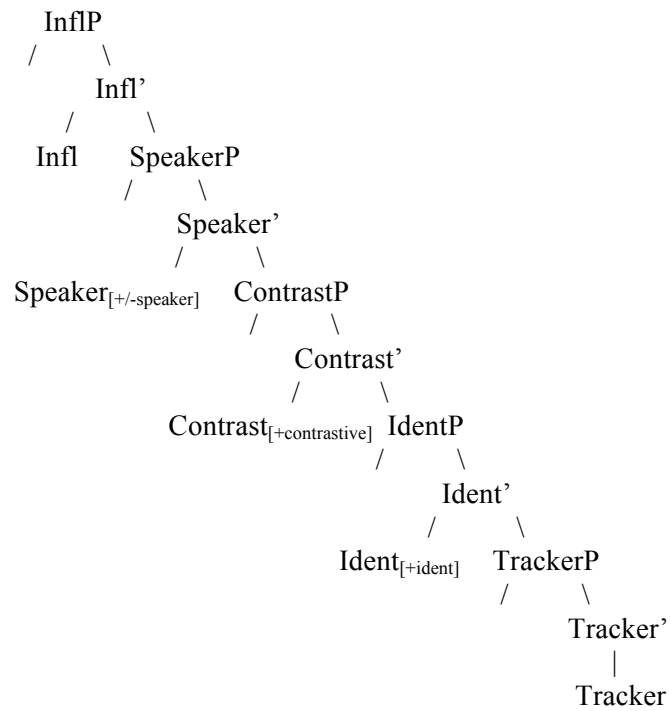 InflP
Infl’
Infl SpeakerP
Speaker’
Speaker[+/-speaker] ContrastP
Contrast’
Contrast[+contrastive] IdentP
Ident’
Ident[+ident] TrackerP
Tracker’
Tracker